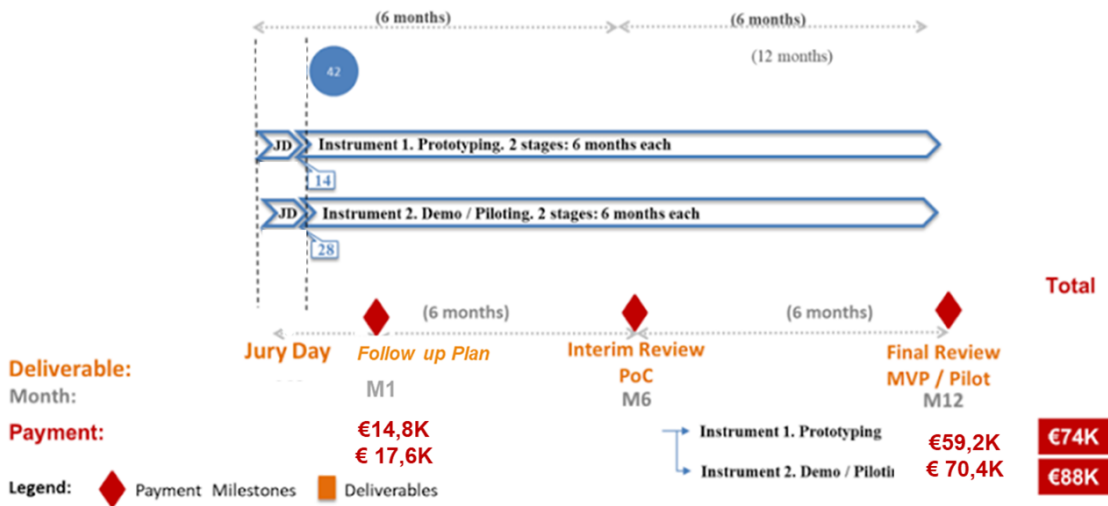 (6 months) (6 months)
(12 months)
42
JD Instrument 1. Prototyping. 2 stages: 6 months each
14
JD Instrument 2. Demo / Piloting. 2 stages: 6 months each
28
Total
(6 months) (6 months)
Jury Day Follow up Plan Interim Review Final Review
Deliverable: PoC MVP / Pilot
Month: M1 M6 M12
Payment: €14,8K Instrument 1. Prototyping €59,2K €74K
€ 17,6K Instrument 2. Demo / Piloti € 70,4K €88K
Legend: Payment Milestones Deliverables